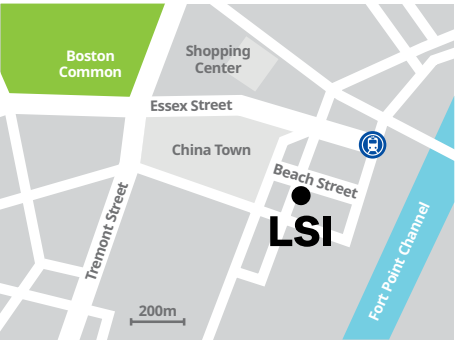 Boston
Common
Shopping
Center
Essex Street
China Town
Beach Street
LSI
Tremont Street
Fort Point Channel
200m